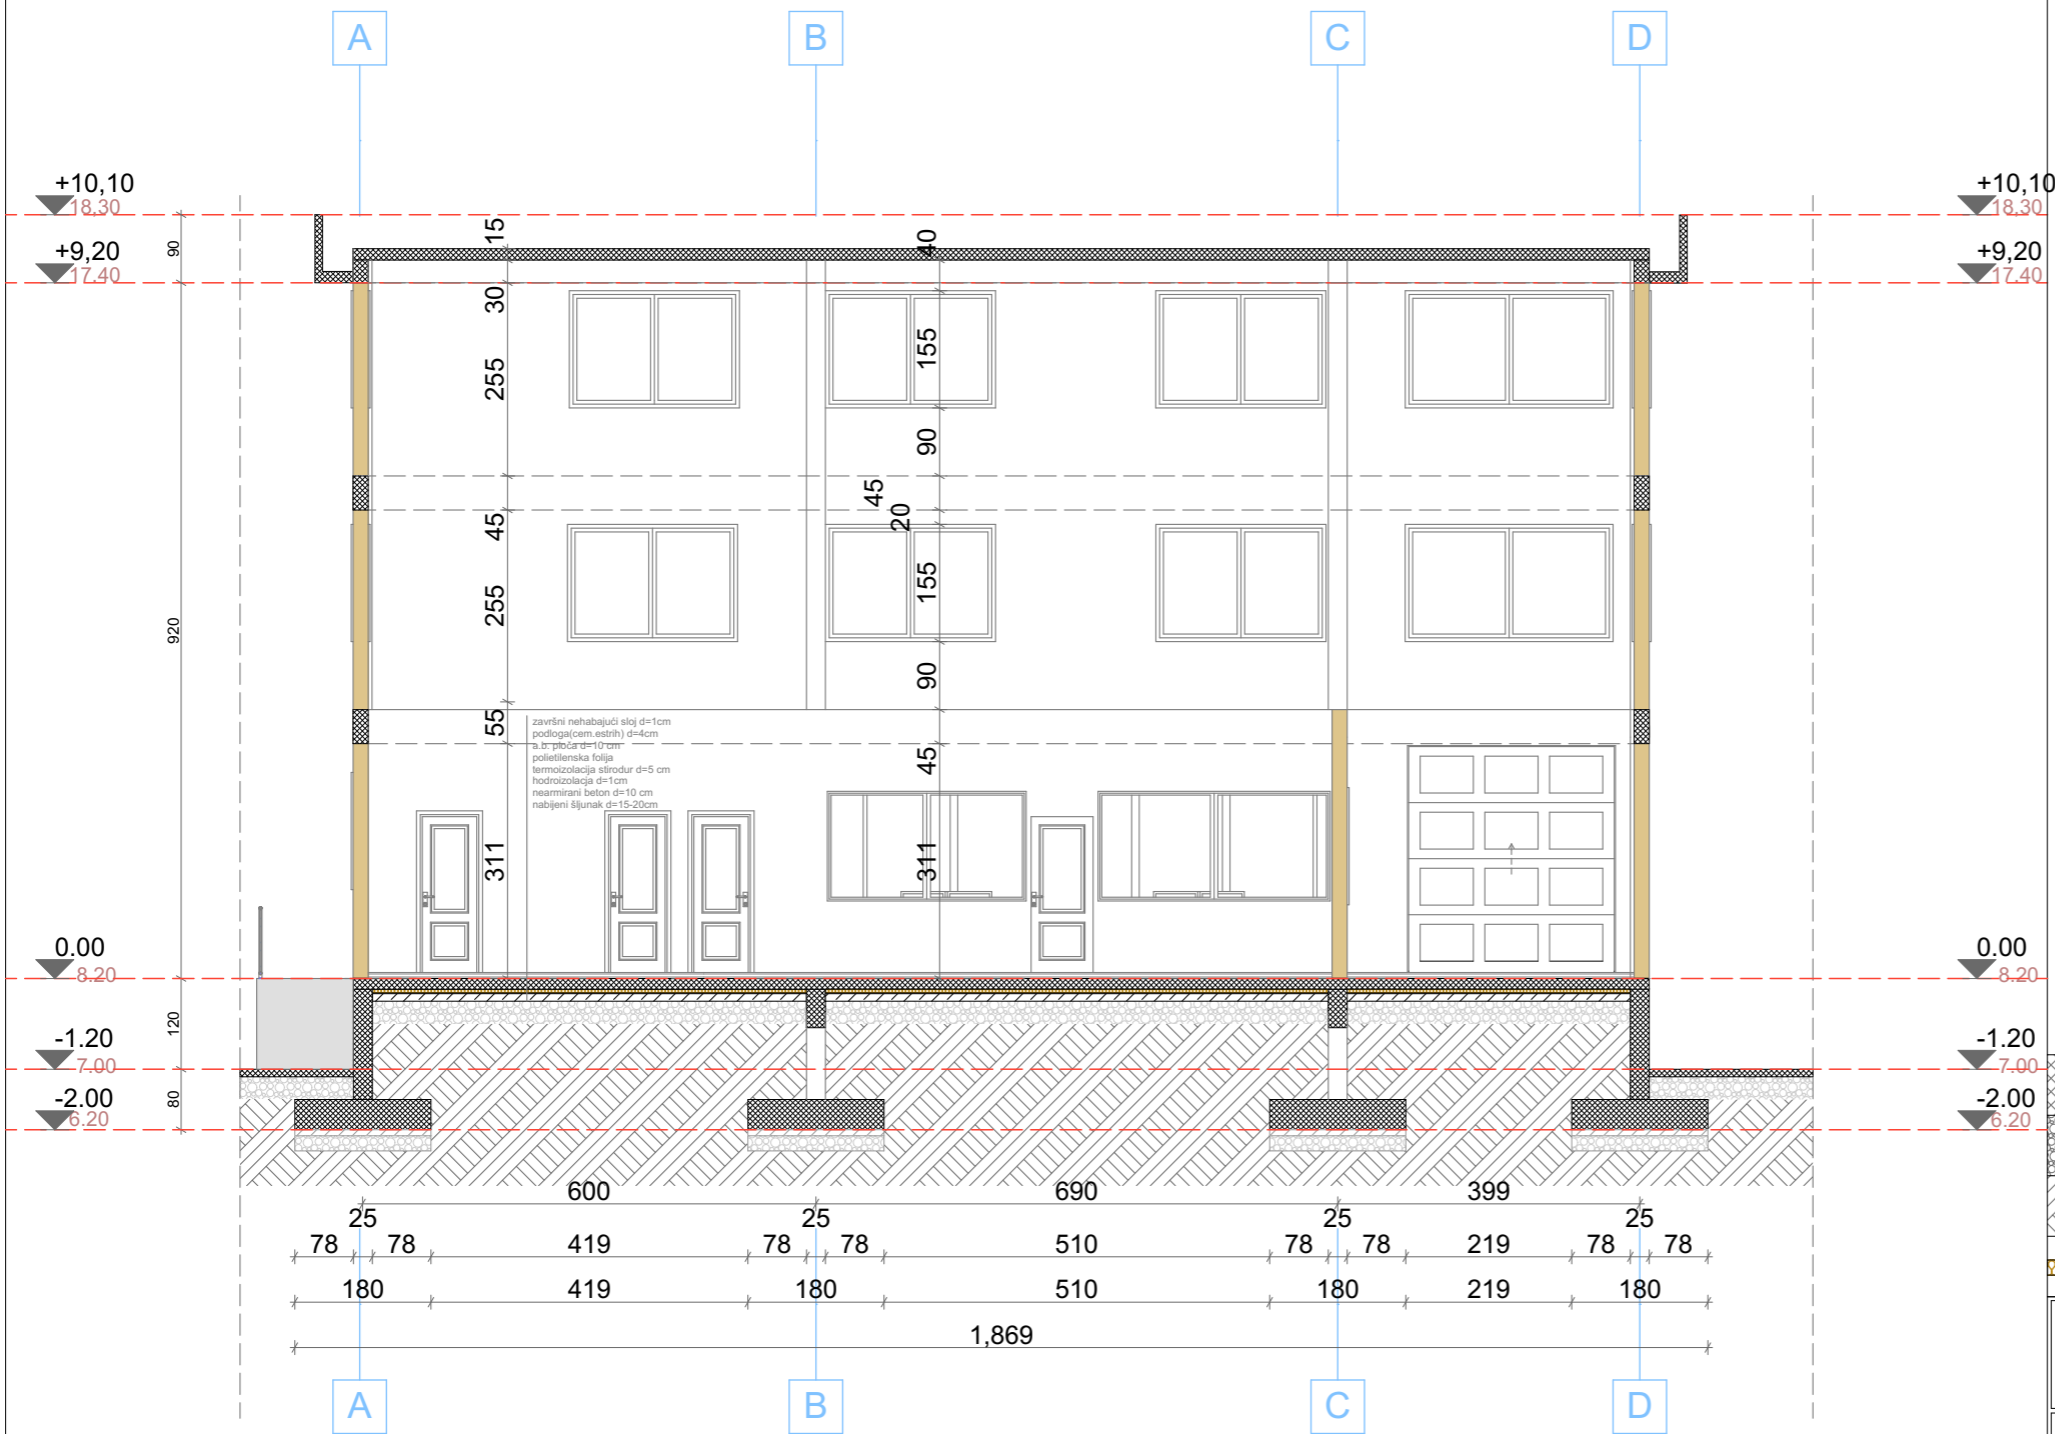 A B C D
+10,10 +10,10
18,30 18,30
+9,20 +9,20
17,40 17,40
90
15
40
30
155
255
90
45
20
45
155
255
920
90
55
45
završni nehabajući sloj d=1cm
podloga(cem.estrih) d=4cm
a.b. ploča d=10 cm
polietilenska folija
termoizolacija stirodur d=5 cm
hodroizolacja d=1cm
nearmirani beton d=10 cm
nabijeni šljunak d=15-20cm
311
311
0.00 0.00
8.20 8.20
120
-1.20 -1.20
7.00 7.00
80
-2.00 -2.00
6.20 6.20
600 690 399
25 25 25 25
78 78 419 78 78 510 78 78 219 78 78
180 419 180 510 180 219 180
1,869
A B C D